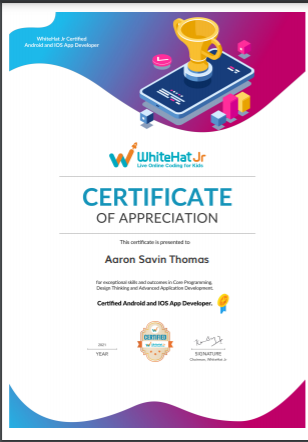 WhiteHat Jr Certified
Android and IOS App Developer
WhiteHat Jr
Live Online Coding for Kids
CERTIFICATE
OF APPRECIATION
This certificate is presented to
Aaron Savin Thomas
for exceptional skills and outcomes in Core Programming,
Design Thinking and Advanced Application Development.
Certified Android and IOS App Developer.
2021
YEAR
CERTIFIED
SIGNATURE
Chairman, WhiteHat Jr